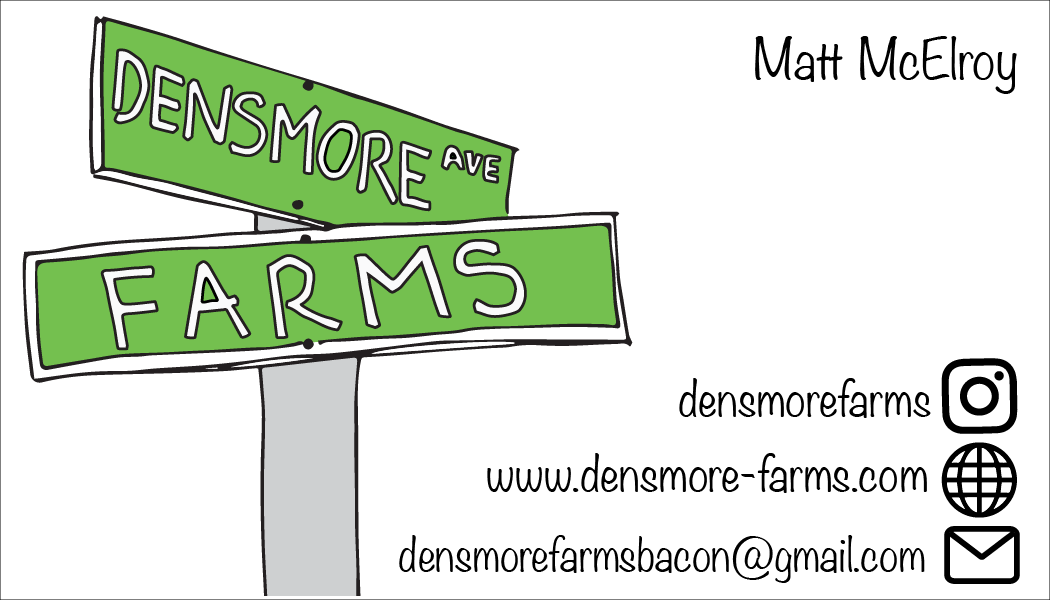 DENSMORE AVE
FARMS
Matt McElroy
densmorefarms
www.densmore-farms.com
densmorefarmsbacon@gmail.com